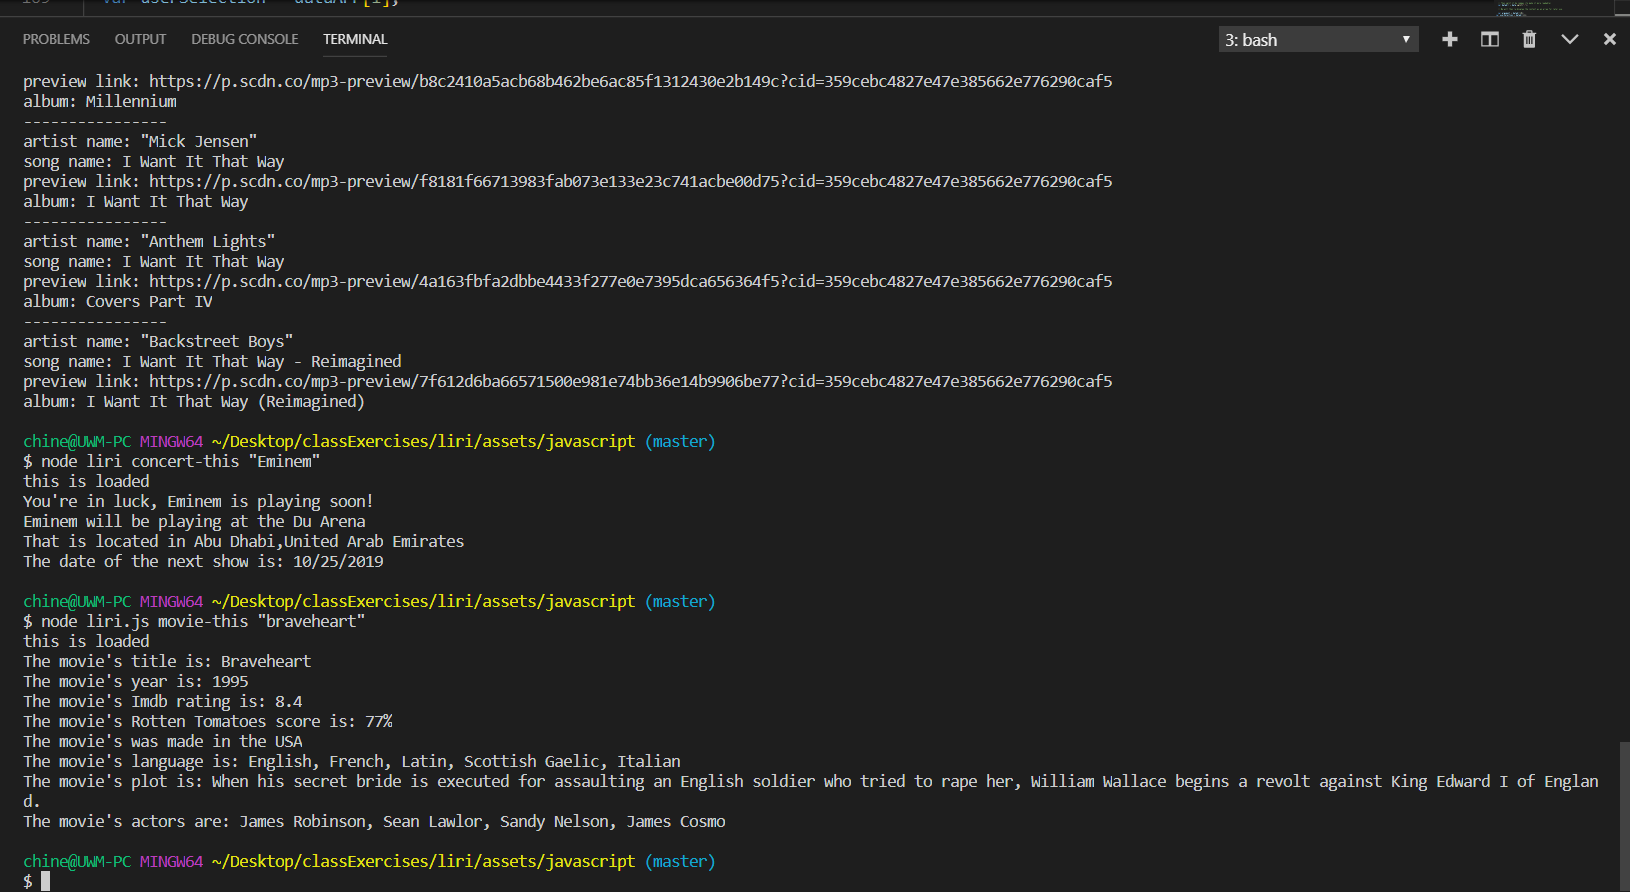 var userSelection = dataArr[1];
PROBLEMS OUTPUT DEBUG CONSOLE TERMINAL 3: bash
preview link: https://p.scdn.co/mp3-preview/b8c2410a5acb68b462be6ac85f1312430e2b149c?cid=359cebc4827e47e385662e776290caf5
album: Millennium
----------------
artist name: "Mick Jensen"
song name: I Want It That Way
preview link: https://p.scdn.co/mp3-preview/f8181f66713983fab073e133e23c741acbe00d75?cid=359cebc4827e47e385662e776290caf5
album: I Want It That Way
----------------
artist name: "Anthem Lights"
song name: I Want It That Way
preview link: https://p.scdn.co/mp3-preview/4a163fbfa2dbbe4433f277e0e7395dca656364f5?cid=359cebc4827e47e385662e776290caf5
album: Covers Part IV
----------------
artist name: "Backstreet Boys"
song name: I Want It That Way - Reimagined
preview link: https://p.scdn.co/mp3-preview/7f612d6ba66571500e981e74bb36e14b9906be77?cid=359cebc4827e47e385662e776290caf5
album: I Want It That Way (Reimagined)
chine@UWM-PC MINGW64 ~/Desktop/classExercises/liri/assets/javascript (master)
$ node liri concert-this "Eminem"
this is loaded
You're in luck, Eminem is playing soon!
Eminem will be playing at the Du Arena
That is located in Abu Dhabi,United Arab Emirates
The date of the next show is: 10/25/2019
chine@UWM-PC MINGW64 ~/Desktop/classExercises/liri/assets/javascript (master)
$ node liri.js movie-this "braveheart"
this is loaded
The movie's title is: Braveheart
The movie's year is: 1995
The movie's Imdb rating is: 8.4
The movie's Rotten Tomatoes score is: 77%
The movie's was made in the USA
The movie's language is: English, French, Latin, Scottish Gaelic, Italian
The movie's plot is: When his secret bride is executed for assaulting an English soldier who tried to rape her, William Wallace begins a revolt against King Edward I of Englan
d.
The movie's actors are: James Robinson, Sean Lawlor, Sandy Nelson, James Cosmo
chine@UWM-PC MINGW64 ~/Desktop/classExercises/liri/assets/javascript (master)
$